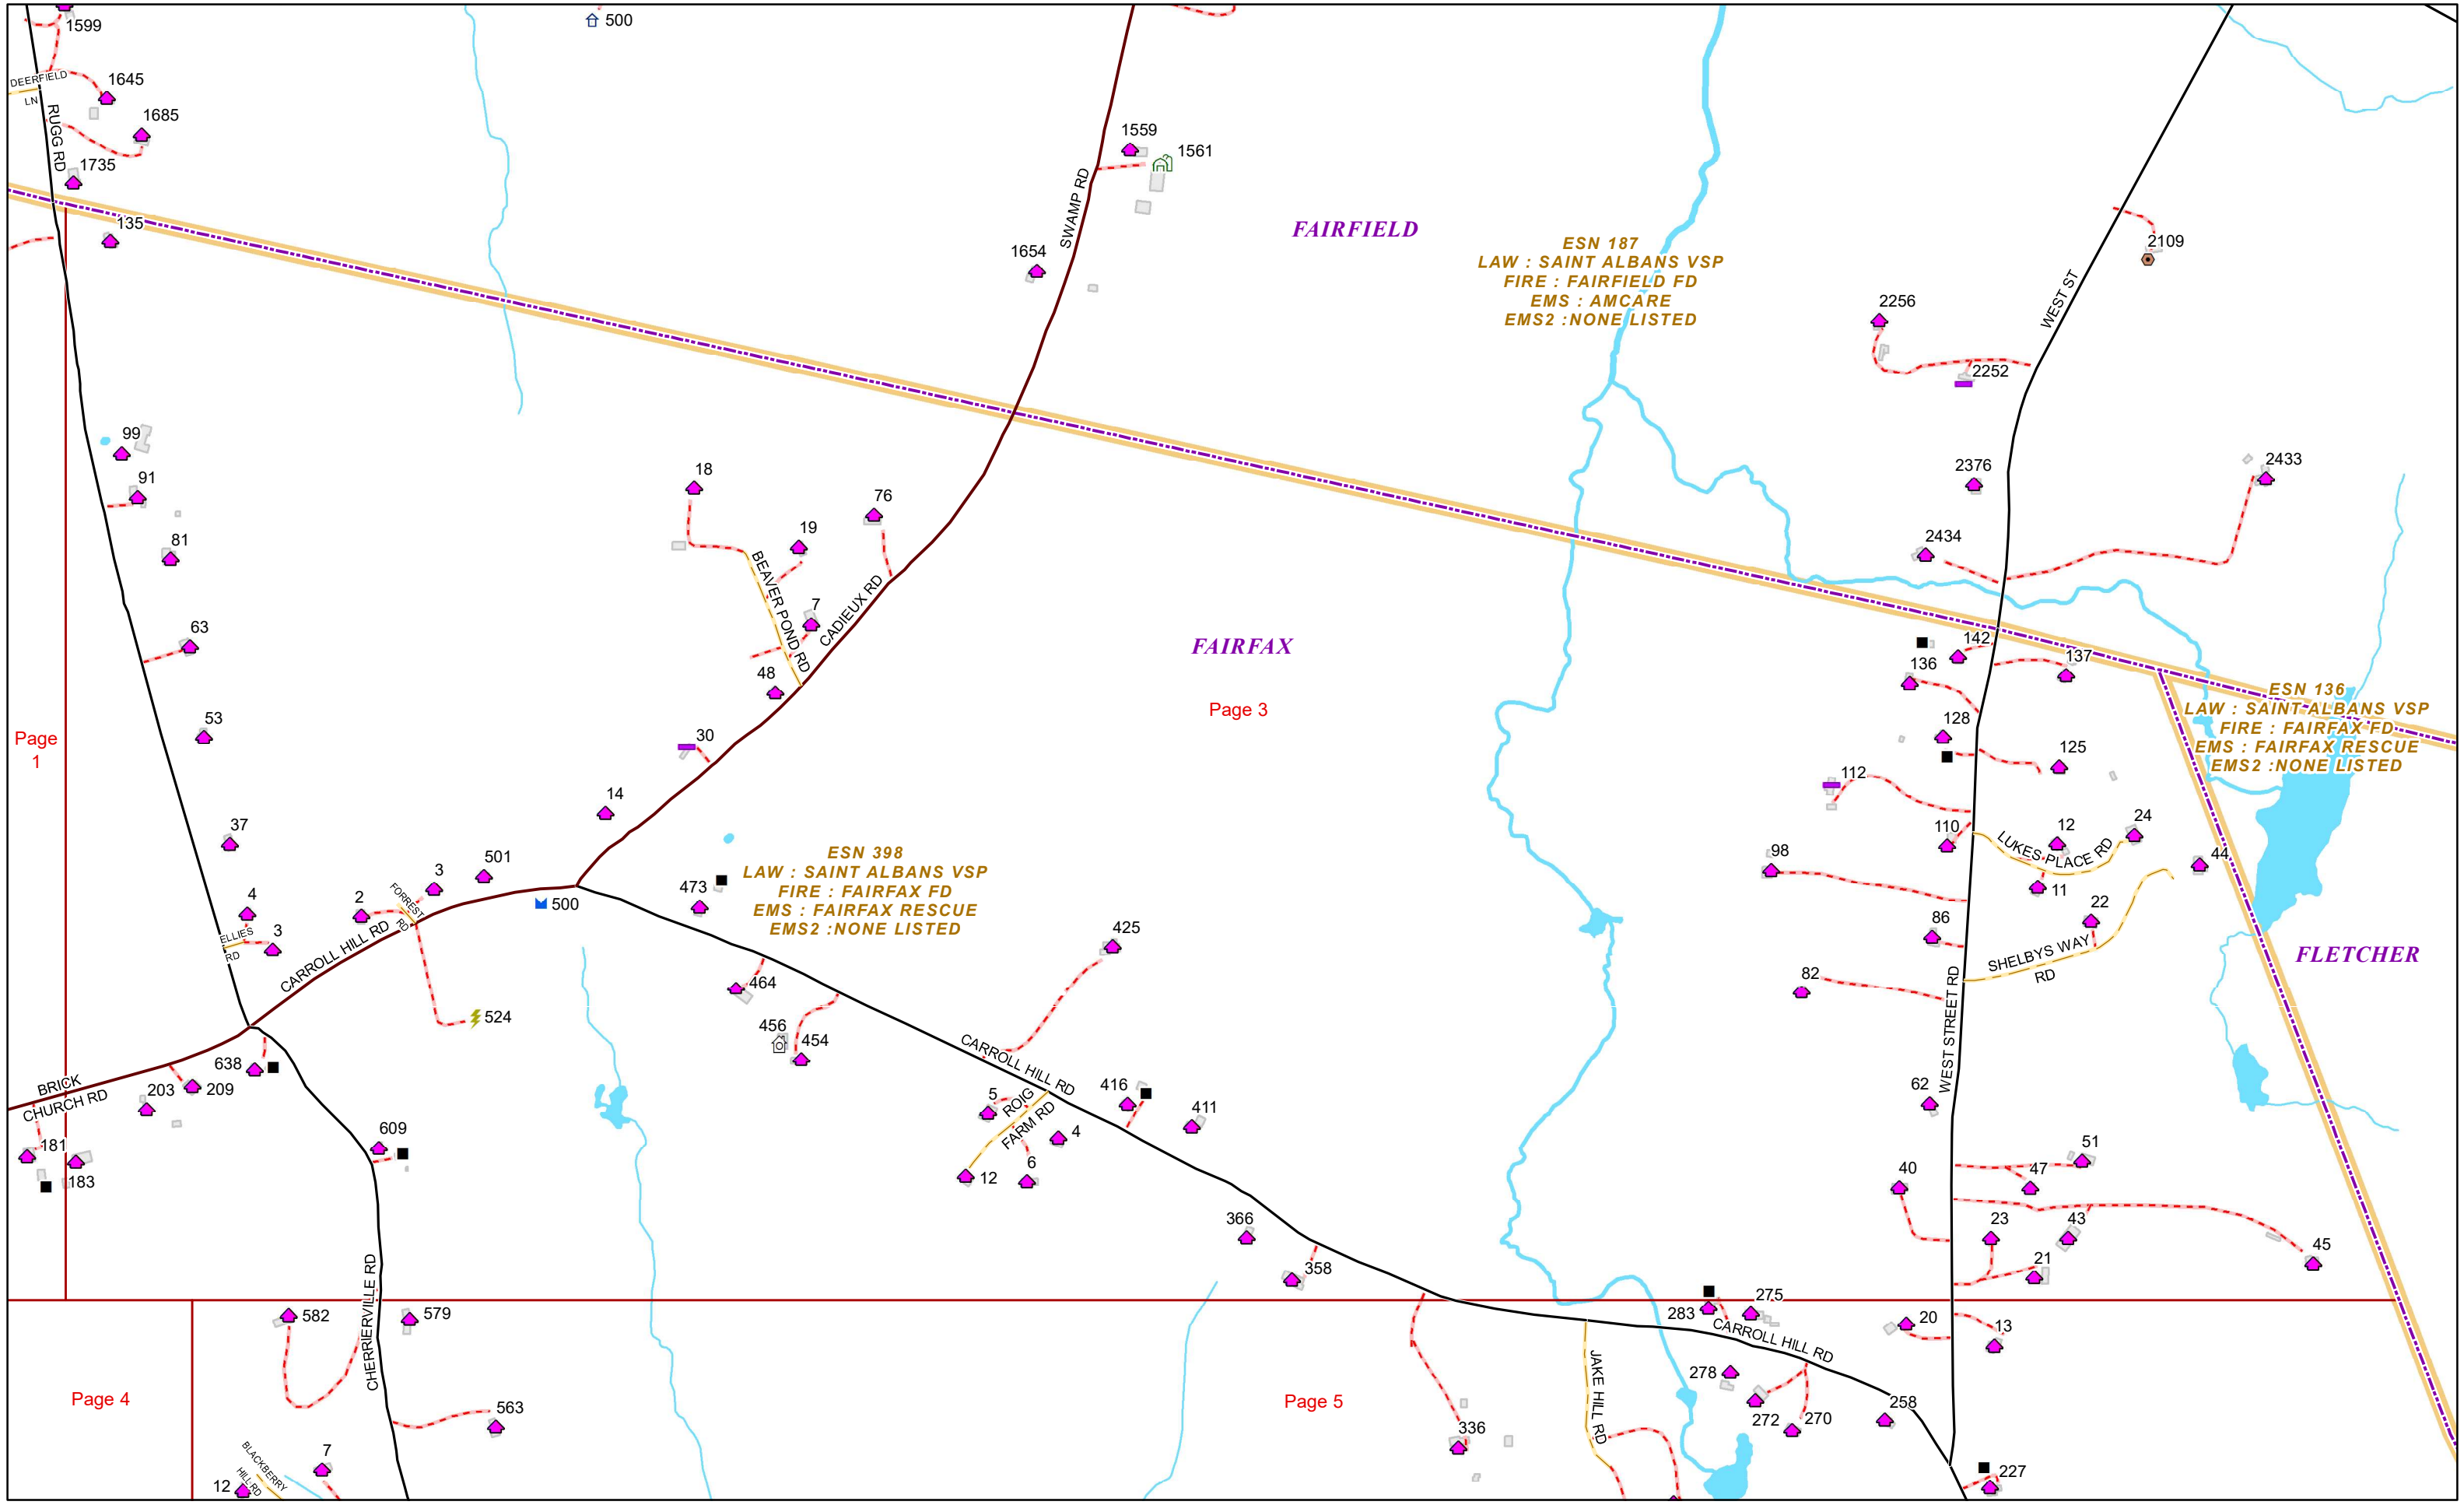 1599
500
DEERFIELD
LN
1645
RUGG RD
1685
1735
135
1559
1561
SWAMP RD
1654
FAIRFIELD
ESN 187
LAW : SAINT ALBANS VSP
FIRE : FAIRFIELD FD
EMS : AMCARE
EMS2 :NONE LISTED
2109
WEST ST
2256
2252
99
91
81
63
53
37
18
76
19
BEAVER POND RD
7
CADIEUX RD
48
30
14
2376
2433
2434
FAIRFAX
Page 3
Page
1
142
137
136
128
125
112
110
LUKES PLACE RD
12
24
11
44
98
22
86
SHELBYS WAY
RD
82
WEST STREET RD
ESN 136
LAW : SAINT ALBANS VSP
FIRE : FAIRFAX FD
EMS : FAIRFAX RESCUE
EMS2 :NONE LISTED
FLETCHER
ESN 398
LAW : SAINT ALBANS VSP
FIRE : FAIRFAX FD
EMS : FAIRFAX RESCUE
EMS2 :NONE LISTED
501
3
2
FORREST
RD
500
473
4
3
ELLIES
RD
CARROLL HILL RD
524
464
456
454
425
CARROLL HILL RD
416
411
5
ROIG
FARM RD
4
6
12
638
BRICK
CHURCH RD
203
209
181
183
609
CHERRIERVILLE RD
366
358
62
51
47
40
23
43
21
45
582
579
283
275
CARROLL HILL RD
20
13
Page 4
Page 5
563
JAKE HILL RD
278
272
270
258
336
227
BLACKBERRY
HILL RD
7
12